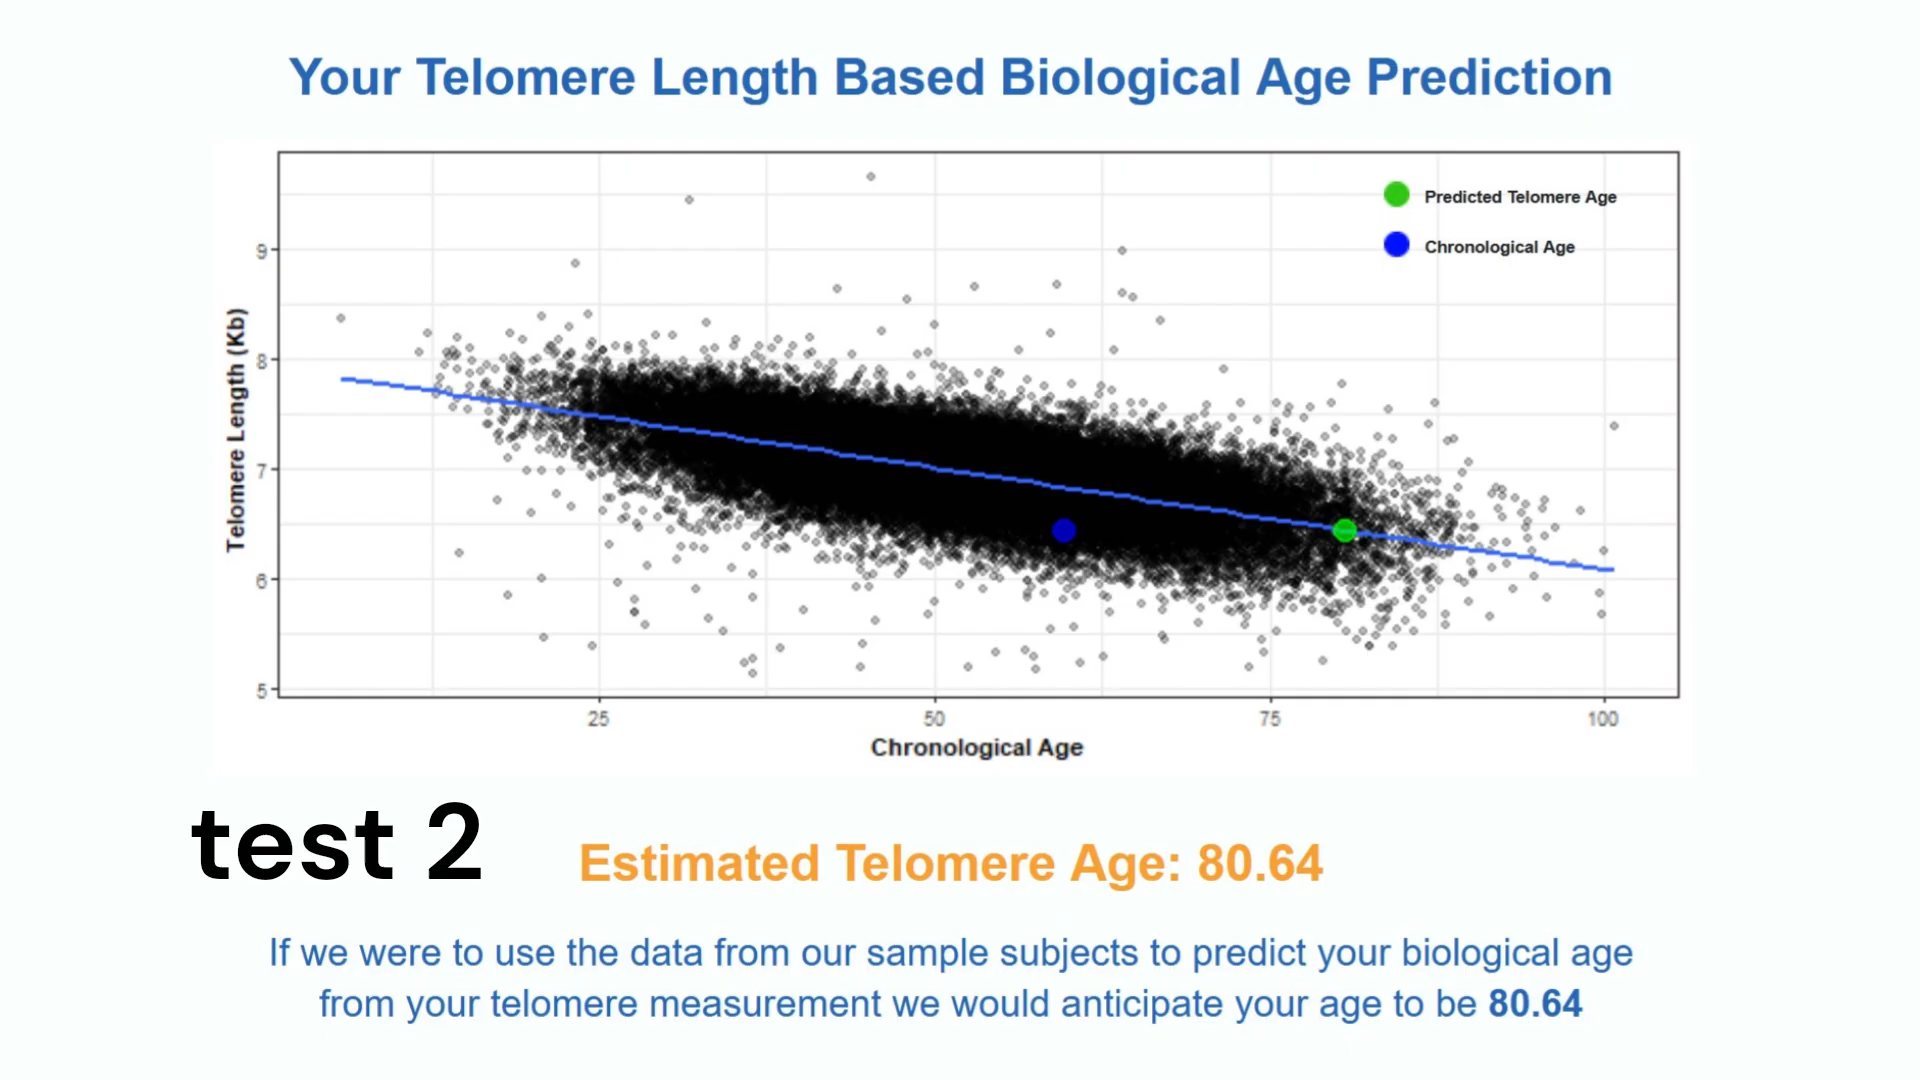 Your Telomere Length Based Biological Age Prediction
Predicted Telomere Age
Chronological Age
9
8
7
6
5
Telomere Length (Kb)
25 50 75 100
Chronological Age
test 2
Estimated Telomere Age: 80.64
If we were to use the data from our sample subjects to predict your biological age
from your telomere measurement we would anticipate your age to be 80.64